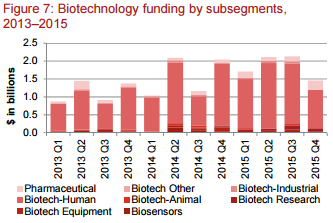 Figure 7: Biotechnology funding by subsegments,
2013–2015
$ in billions
2.5
2.0
1.5
1.0
0.5
0.0
2013 Q1
2013 Q2
2013 Q3
2013 Q4
2014 Q1
2014 Q2
2014 Q3
2014 Q4
2015 Q1
2015 Q2
2015 Q3
2015 Q4
Pharmaceutical Biotech Other Biotech-Industrial
Biotech-Human Biotech-Animal Biotech Research
Biotech Equipment Biosensors